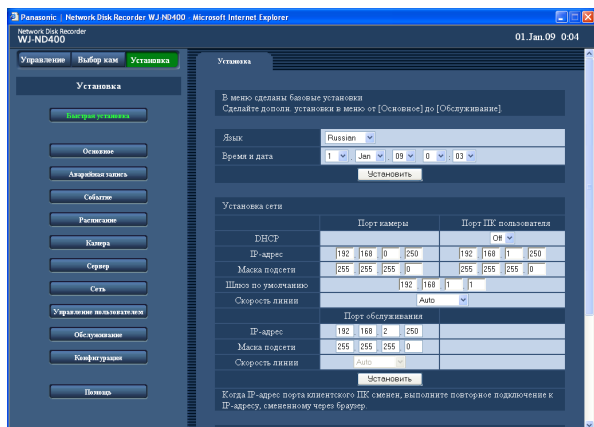 Panasonic | Network Disk Recorder WJ-ND400 - Microsoft Internet Explorer
Network Disk Recorder
WJ-ND400
01.Jan.09 0:04
Управление Выбор кам Установка
Установка
Быстрая установка
Основное
Аварийная запись
Событие
Расписание
Камера
Сервер
Сеть
Управление пользователем
Обслуживание
Конфигурация
Помощь
Установка
В меню сделаны базовые установки
Сделайте дополн. установки в меню от [Основное] до [Обслуживание].
Язык Russian
Время и дата 1 . Jan . 09 0 : 03
Установить
Установка сети
Порт камеры Порт ПК пользователя
DHCP Off
IP-адрес 192 . 168 . 0 . 250 192 . 168 . 1 . 250
Маска подсети 255 . 255 . 255 . 0 255 . 255 . 255 . 0
Шлюз по умолчанию 192 . 168 . 1 . 1
Скорость линии Auto
Порт обслуживания
IP-адрес 192 . 168 . 2 . 250
Маска подсети 255 . 255 . 255 . 0
Скорость линии Auto
Установить
Когда IP-адрес порта клиентского ПК сменен, выполните повторное подключение к
IP-адресу, смененному через браузер.